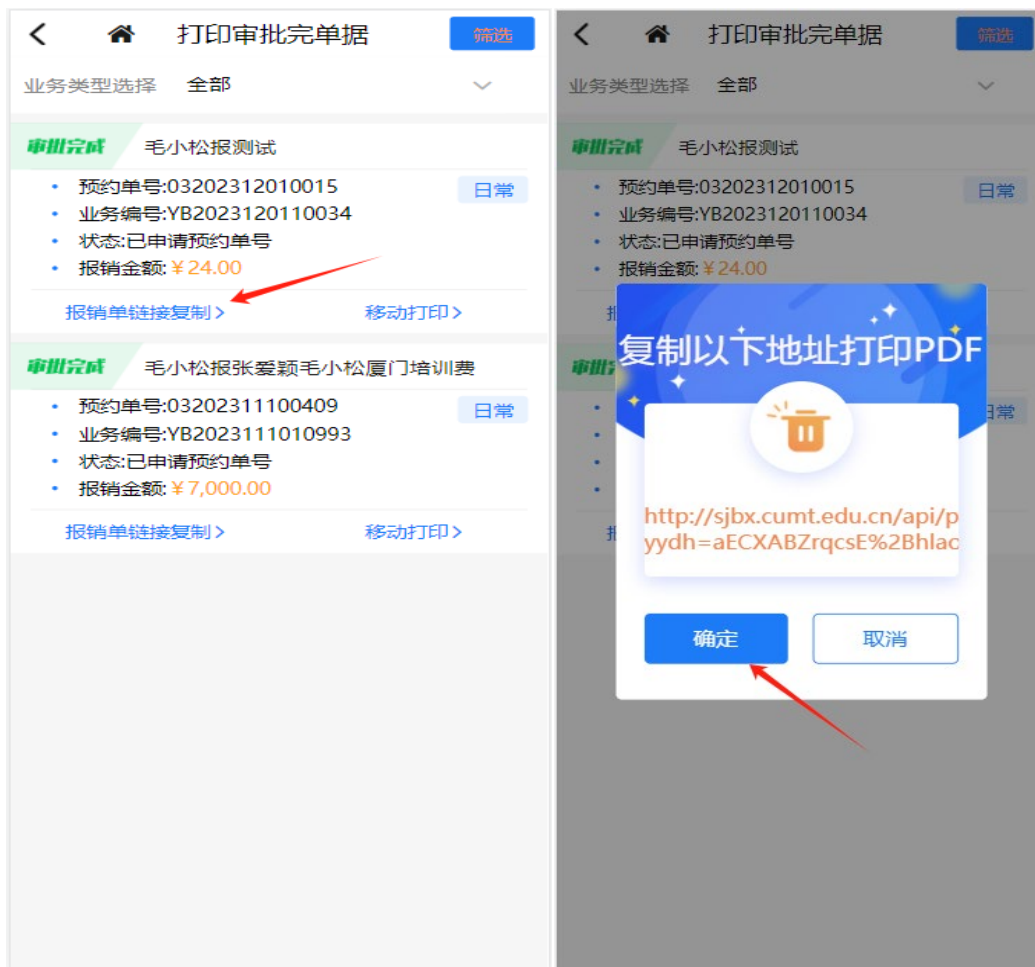 打印审批完单据
筛选
业务类型选择 全部
审批完成 毛小松报测试
预约单号:03202312010015
日常
业务编号:YB2023120110034
状态:已申请预约单号
报销金额:￥24.00
报销单链接复制>
移动打印>
审批完成 毛小松报张爱颖毛小松厦门培训费
预约单号:03202311100409
日常
业务编号:YB2023111010993
状态:已申请预约单号
报销金额:￥7,000.00
报销单链接复制>
移动打印>
打印审批完单据
筛选
业务类型选择 全部
审批完成 毛小松报测试
预约单号:03202312010015
日常
业务编号:YB2023120110034
状态:已申请预约单号
报销金额:￥24.00
复制以下地址打印PDF
日常
http://sjbx.cumt.edu.cn/api/p
yydh=aECXABZrqcsE%2Bhlac
确定
取消